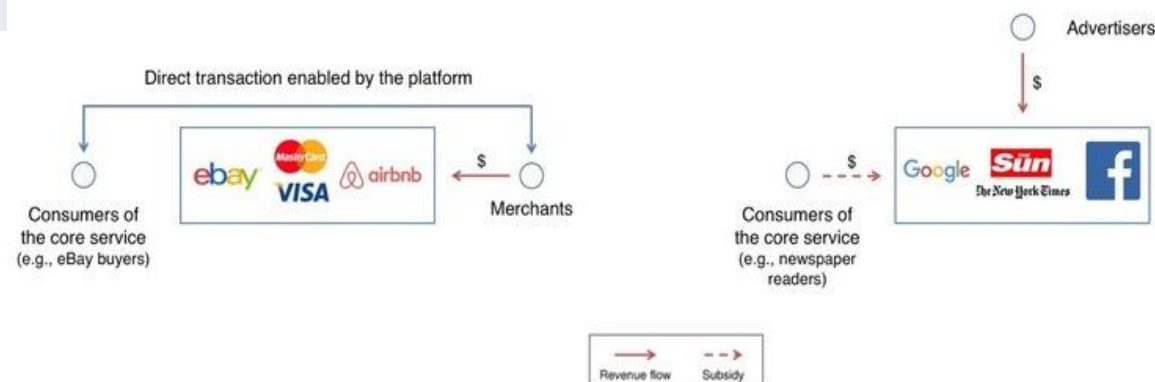 Direct transaction enabled by the platform
ebay
MasterCard
VISA
airbnb
$
Consumers of
the core service
(e.g., eBay buyers)
Merchants
Advertisers
$
$
Google
Sun
The New York Times
f
Consumers of
the core service
(e.g., newspaper
readers)
Revenue flow
Subsidy